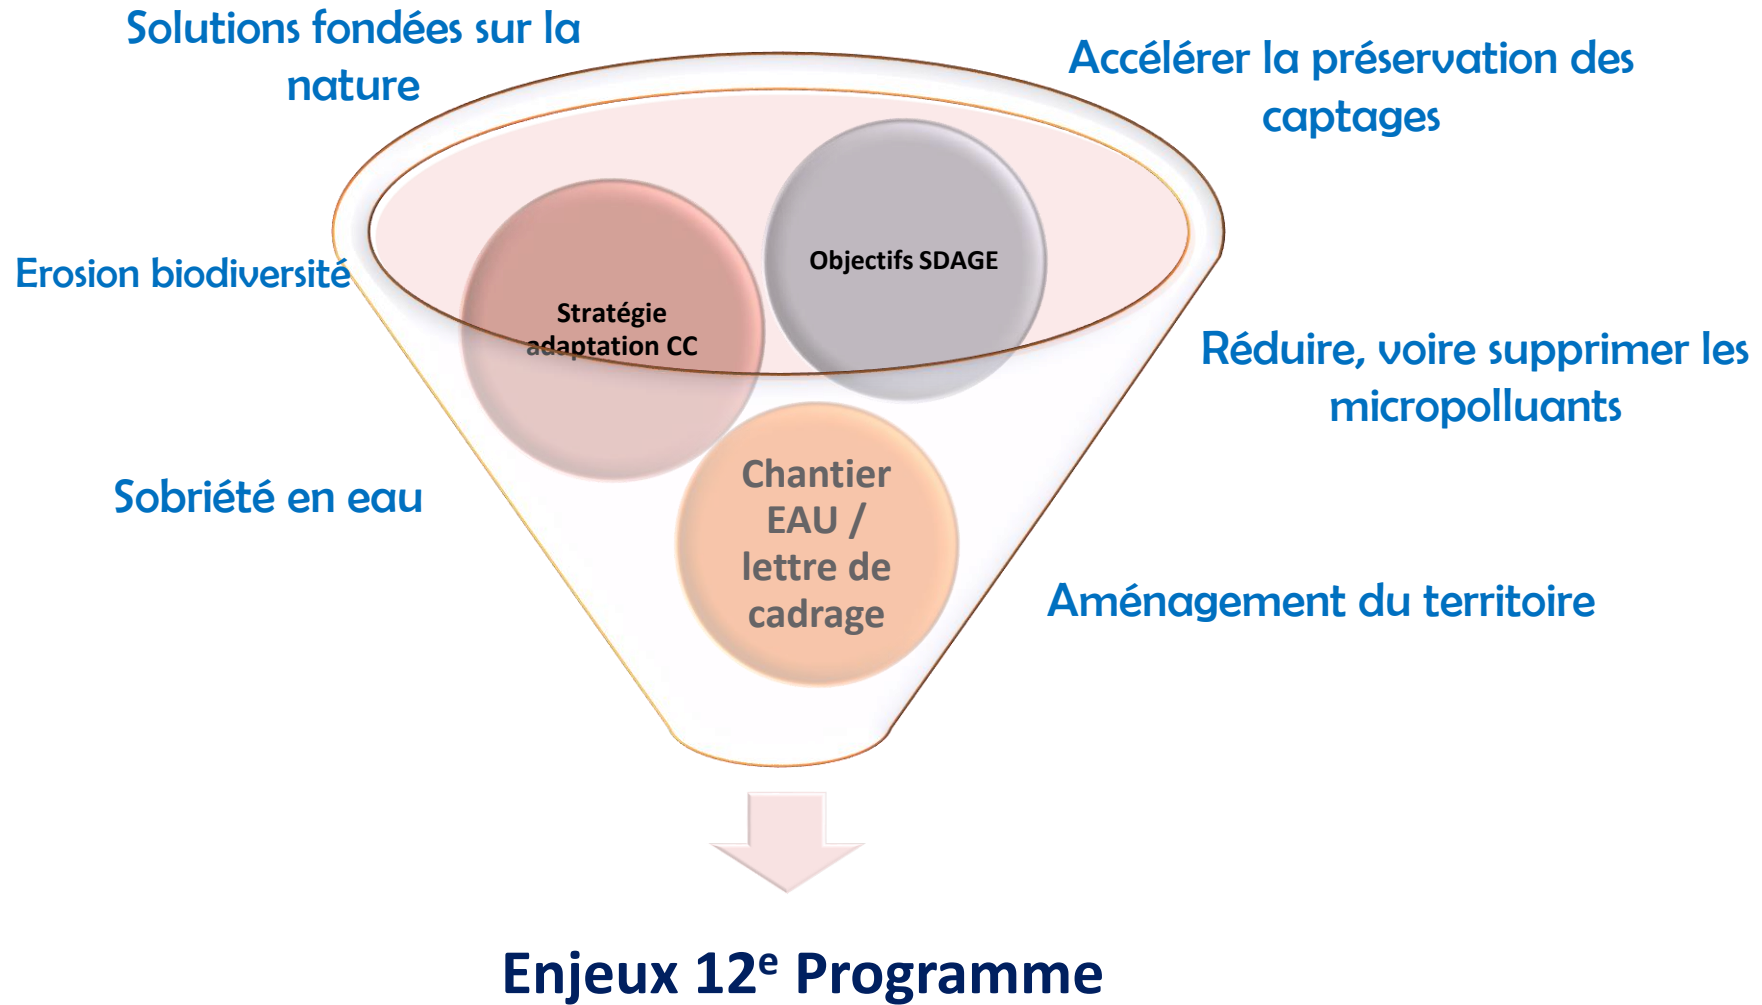 Solutions fondées sur la
nature
Accélérer la préservation des
captages
Objectifs SDAGE
Erosion biodiversité
Stratégie
adaptation CC
Réduire, voire supprimer les
micropolluants
Sobriété en eau
Chantier
EAU /
lettre de
cadrage
Aménagement du territoire
Enjeux 12e Programme